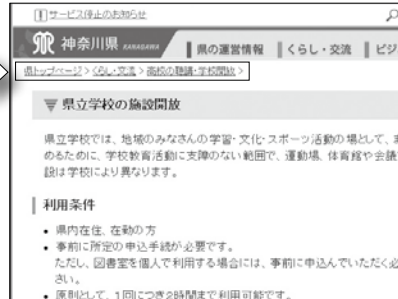 サービス停止のお知らせ
神奈川県 KANAGAWA 県の運営情報 くらし・交流 ビジ
県トップページ > くらし・交流 > 高校の聴講・学校開放 >
県立学校の施設開放
県立学校では、地域のみなさんの学習・文化・スポーツ活動の場として、ま
めるために、学校教育活動に支障のない範囲で、運動場、体育館や会議
設は学校により異なります。
利用条件
• 県内在住、在勤の方
• 事前に所定の申込手続が必要です。
ただし、図書室を個人で利用する場合には、事前に申込んでいただく必
さい。
• 原則として、1回につき2時間まで利用可能です。